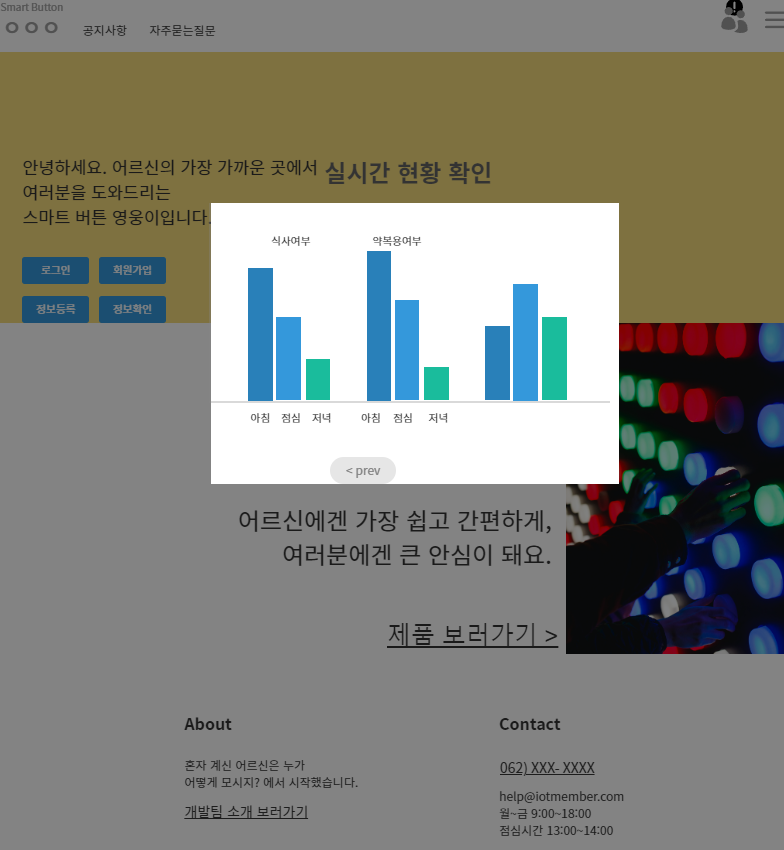 Smart Button
공지사항 자주묻는질문
안녕하세요. 어르신의 가장 가까운 곳에서
여러분을 도와드리는
스마트 버튼 영웅이입니다.
실시간 현황 확인
로그인 회원가입
정보등록 정보확인
식사여부 약복용여부
아침 점심 저녁 아침 점심 저녁
< prev
어르신에겐 가장 쉽고 간편하게,
여러분에겐 큰 안심이 돼요.
제품 보러가기 >
About
혼자 계신 어르신은 누가
어떻게 모시지? 에서 시작했습니다.
개발팀 소개 보러가기
Contact
062) XXX- XXXX
help@iotmember.com
월~금 9:00~18:00
점심시간 13:00~14:00